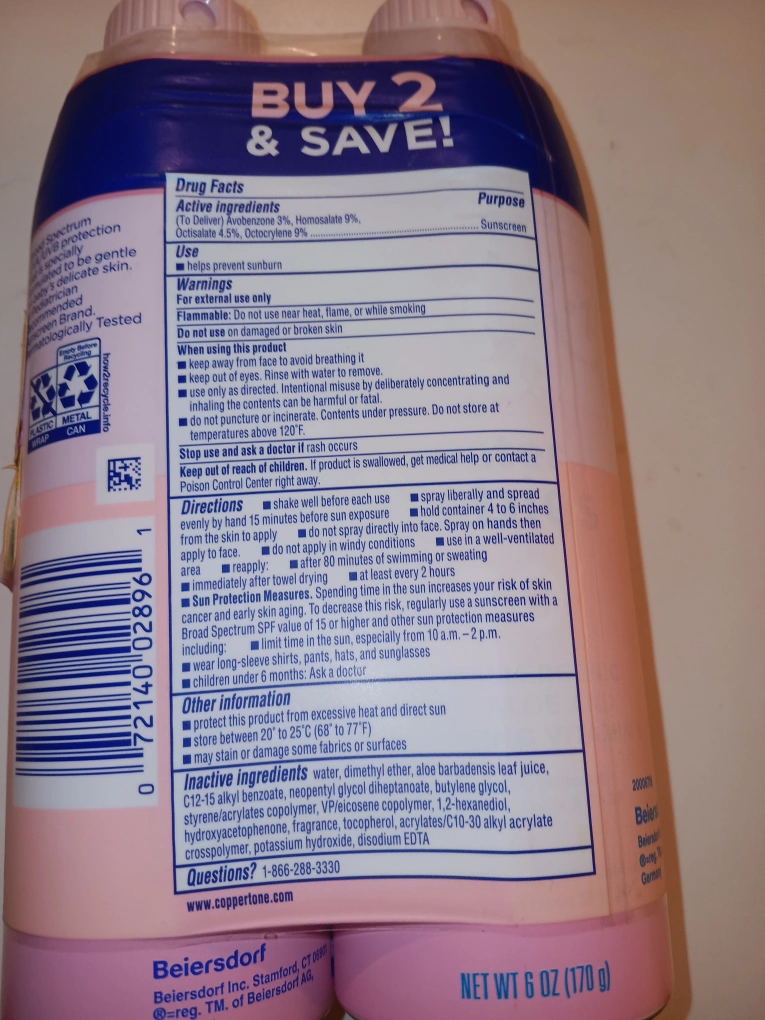 BUY 2
& SAVE!
Drug Facts
Active ingredients Purpose
(To Deliver) Avobenzone 3%, Homosalate 9%,
Octisalate 4.5%, Octocrylene 9% ........ Sunscreen
Use
■ helps prevent sunburn
Warnings
For external use only
Flammable: Do not use near heat, flame, or while smoking
Do not use on damaged or broken skin
When using this product
■ keep away from face to avoid breathing it
■ keep out of eyes. Rinse with water to remove.
■ use only as directed. Intentional misuse by deliberately concentrating and
inhaling the contents can be harmful or fatal.
■ do not puncture or incinerate. Contents under pressure. Do not store at
temperatures above 120°F.
Stop use and ask a doctor if rash occurs
Keep out of reach of children. If product is swallowed, get medical help or contact a
Poison Control Center right away.
Directions ■ shake well before each use ■ spray liberally and spread
evenly by hand 15 minutes before sun exposure ■ hold container 4 to 6 inches
from the skin to apply ■ do not spray directly into face. Spray on hands then
apply to face. ■ do not apply in windy conditions ■ use in a well-ventilated
area ■ reapply: ■ after 80 minutes of swimming or sweating
■ immediately after towel drying ■ at least every 2 hours
■ Sun Protection Measures. Spending time in the sun increases your risk of skin
cancer and early skin aging. To decrease this risk, regularly use a sunscreen with a
Broad Spectrum SPF value of 15 or higher and other sun protection measures
including: ■ limit time in the sun, especially from 10 a.m. – 2 p.m.
■ wear long-sleeve shirts, pants, hats, and sunglasses
■ children under 6 months: Ask a doctor
Other information
■ protect this product from excessive heat and direct sun
■ store between 20° to 25°C (68° to 77°F)
■ may stain or damage some fabrics or surfaces
Inactive ingredients water, dimethyl ether, aloe barbadensis leaf juice,
C12-15 alkyl benzoate, neopentyl glycol diheptanoate, butylene glycol,
styrene/acrylates copolymer, VP/eicosene copolymer, 1,2-hexanediol,
hydroxyacetophenone, fragrance, tocopherol, acrylates/C10-30 alkyl acrylate
crosspolymer, potassium hydroxide, disodium EDTA
Questions? 1-866-288-3330
www.coppertone.com
Spectrum
UVB protection
specially
to be gentle
delicate skin.
Brand.
Tested
Empty Before
Recycling
PLASTIC
WRAP
METAL
CAN
how2recycle.info
0 72140 02896 1
Beiersdorf
Beiersdorf Inc. Stamford, CT
®=reg. TM. of Beiersdorf AG,
NET WT 6 OZ (170 g)
®=reg.